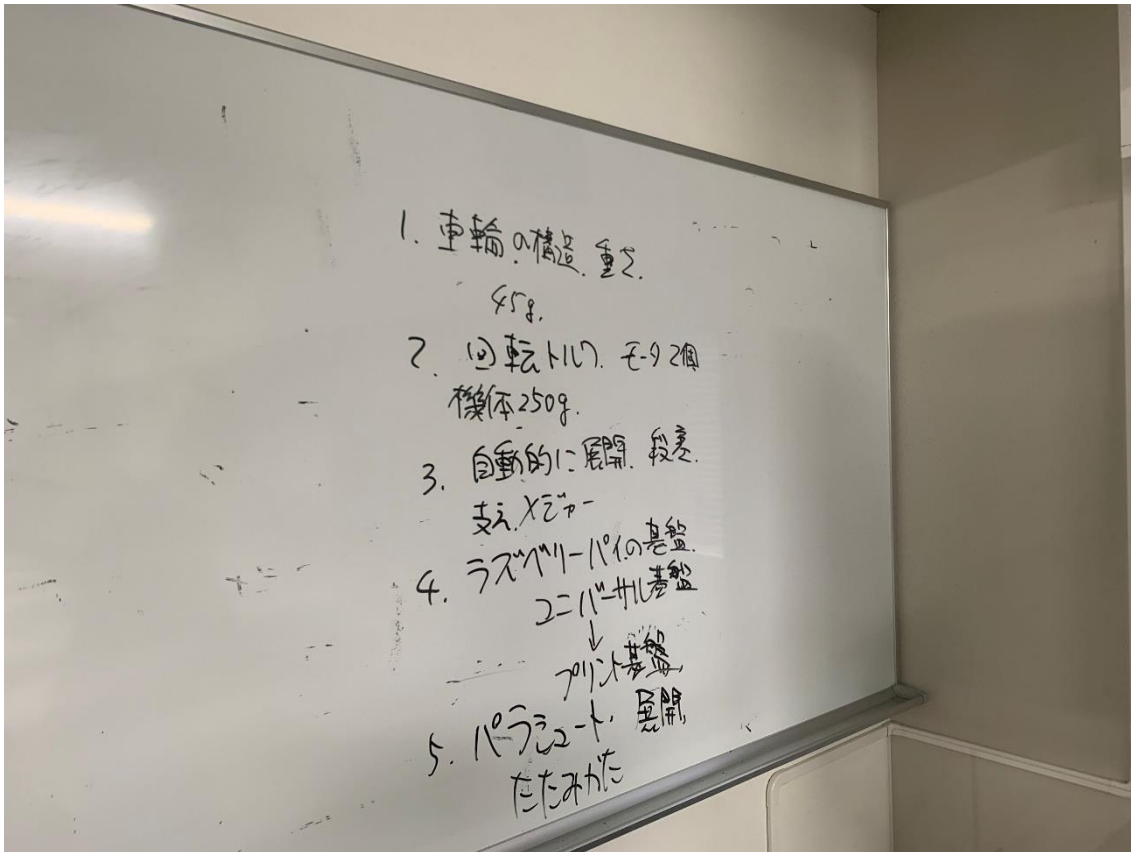 1. 車輪の構造、重さ、
45g.
2. 回転トルク、モータ2個
機体250g.
3. 自動的に展開、段差、
支え、メジャー
4. ラズベリーパイの基盤、
ユニバーサル基盤
↓
プリント基盤、
5. パラシュート、展開、
たたみかた